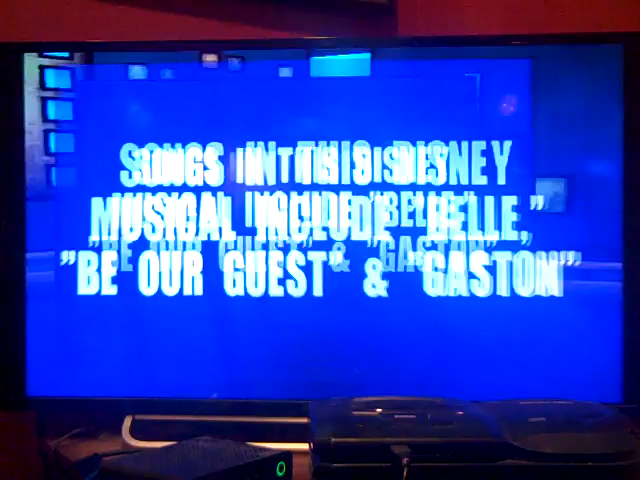 SONGS IN THIS DISNEY
MUSICAL INCLUDE "BELLE,"
"BE OUR GUEST" & "GASTON"